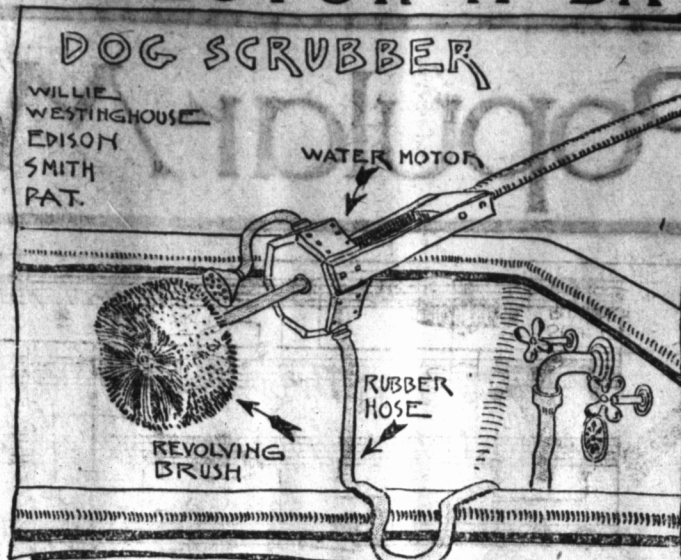 DOG SCRUBBER
WILLIE
WESTINGHOUSE
EDISON
SMITH
PAT.
WATER MOTOR
RUBBER
HOSE
REVOLVING
BRUSH